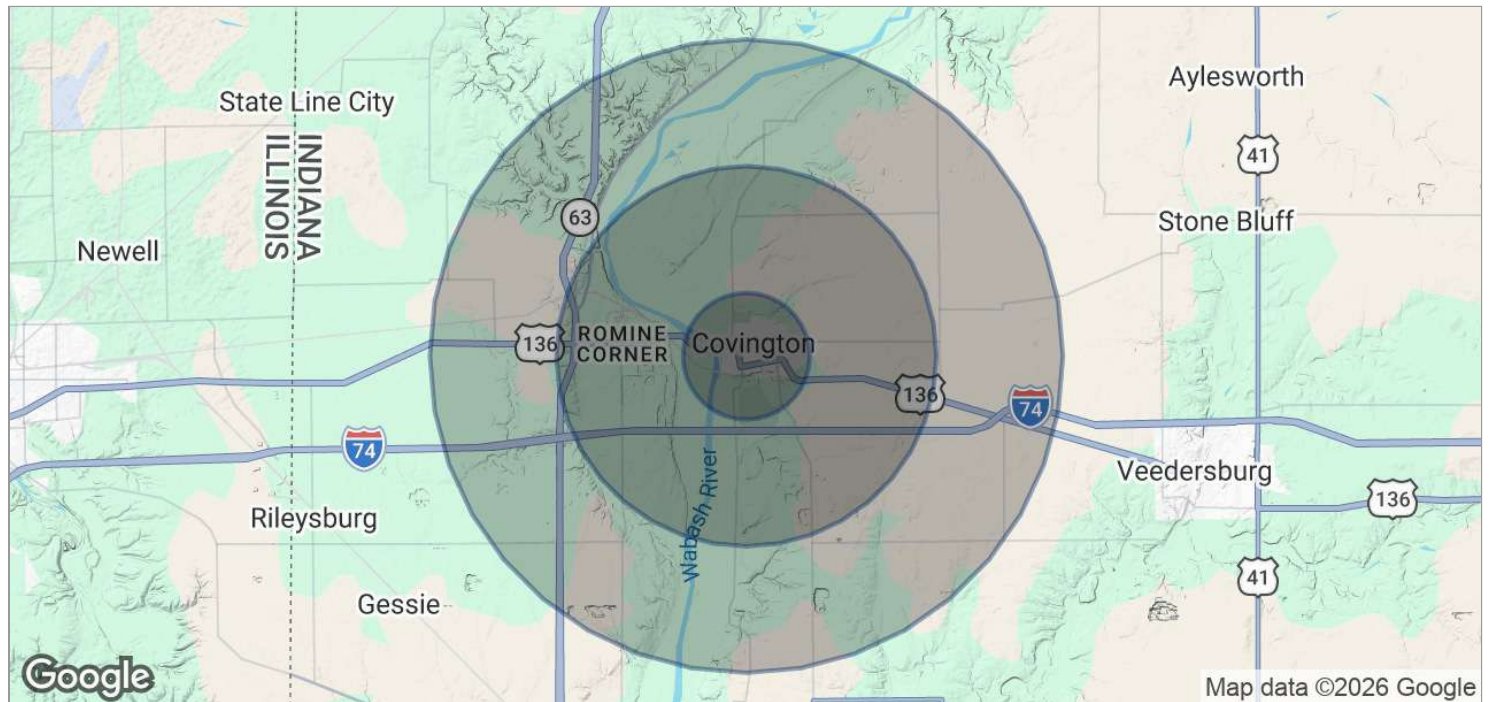 Aylesworth
State Line City
41
INDIANA
ILLINOIS
63
Stone Bluff
Newell
136
ROMINE
CORNER
Covington
136
74
74
Veedersburg
136
Wabash River
Rileysburg
41
Gessie
Google
Map data ©2026 Google